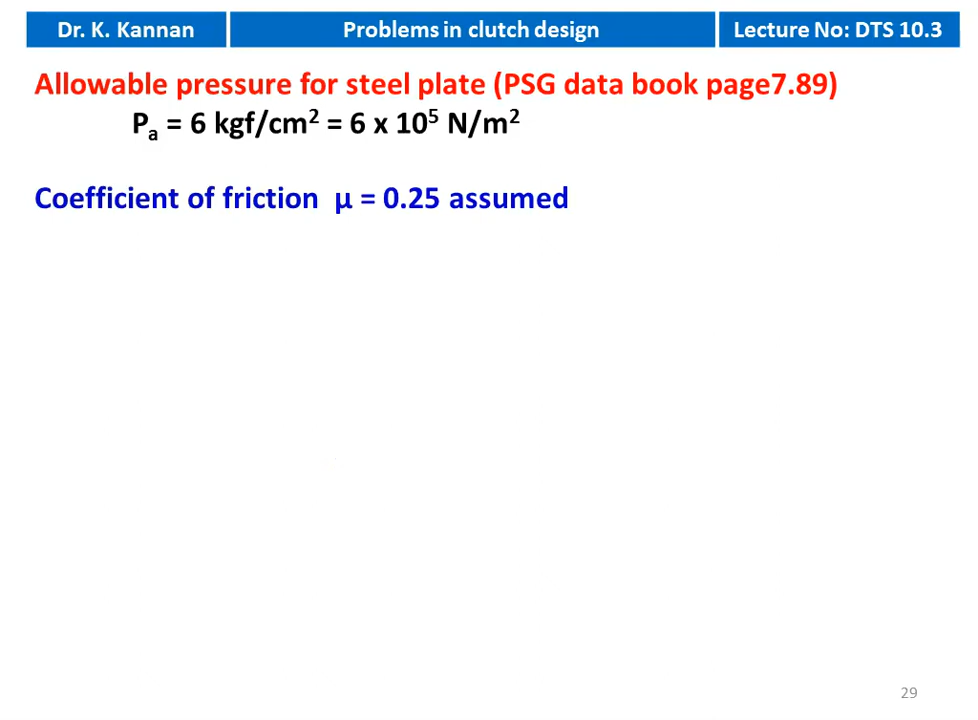 Dr. K. Kannan
Problems in clutch design
Lecture No: DTS 10.3
Allowable pressure for steel plate (PSG data book page7.89)
Pₐ = 6 kgf/cm² = 6 x 10⁵ N/m²
Coefficient of friction μ = 0.25 assumed
29